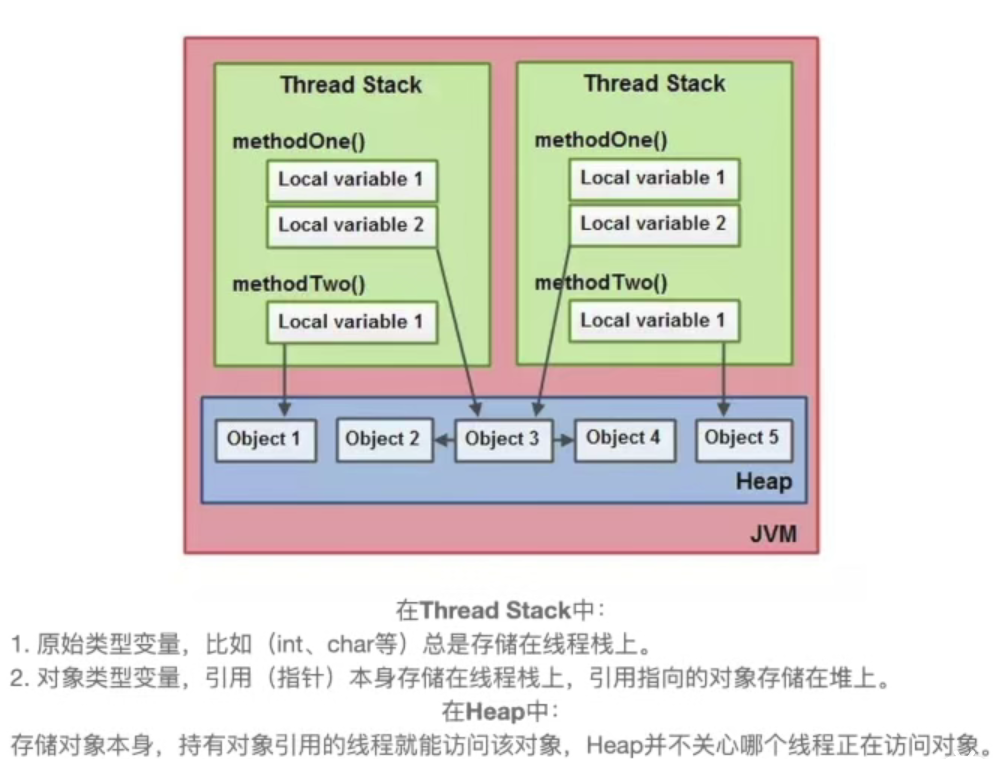 Thread Stack
methodOne()
Local variable 1
Local variable 2
methodTwo()
Local variable 1
Thread Stack
methodOne()
Local variable 1
Local variable 2
methodTwo()
Local variable 1
Object 1
Object 2
Object 3
Object 4
Object 5
Heap
JVM
在Thread Stack中：
1. 原始类型变量，比如（int、char等）总是存储在线程栈上。
2. 对象类型变量，引用（指针）本身存储在线程栈上，引用指向的对象存储在堆上。
在Heap中：
存储对象本身，持有对象引用的线程就能访问该对象，Heap并不关心哪个线程正在访问对象。